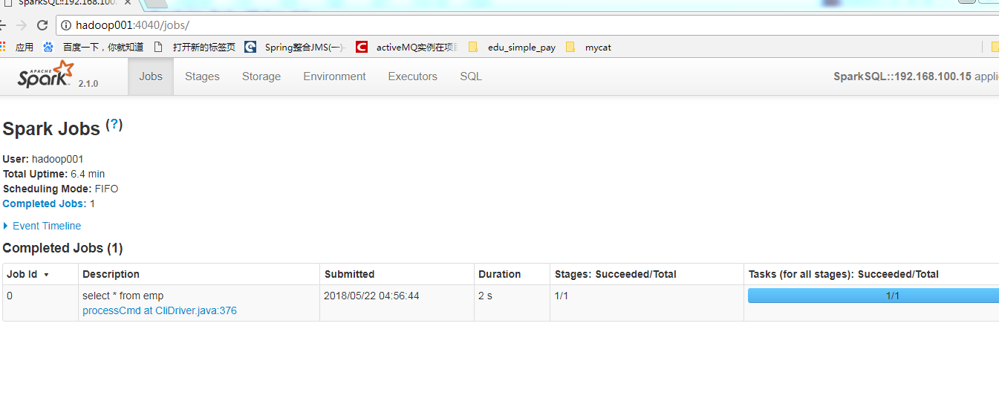 SparkSQL::192.168.100.
hadoop001:4040/jobs/
应用 百度一下,你就知道 打开新的标签页 Spring整合JMS(一)- activeMQ实例在项目 edu_simple_pay mycat
APACHE Spark 2.1.0 Jobs Stages Storage Environment Executors SQL SparkSQL::192.168.100.15 appli
Spark Jobs (?)
User: hadoop001
Total Uptime: 6.4 min
Scheduling Mode: FIFO
Completed Jobs: 1
Event Timeline
Completed Jobs (1)
Job Id Description Submitted Duration Stages: Succeeded/Total Tasks (for all stages): Succeeded/Total
0 select * from emp 2018/05/22 04:56:44 2 s 1/1 1/1
processCmd at CliDriver.java:376